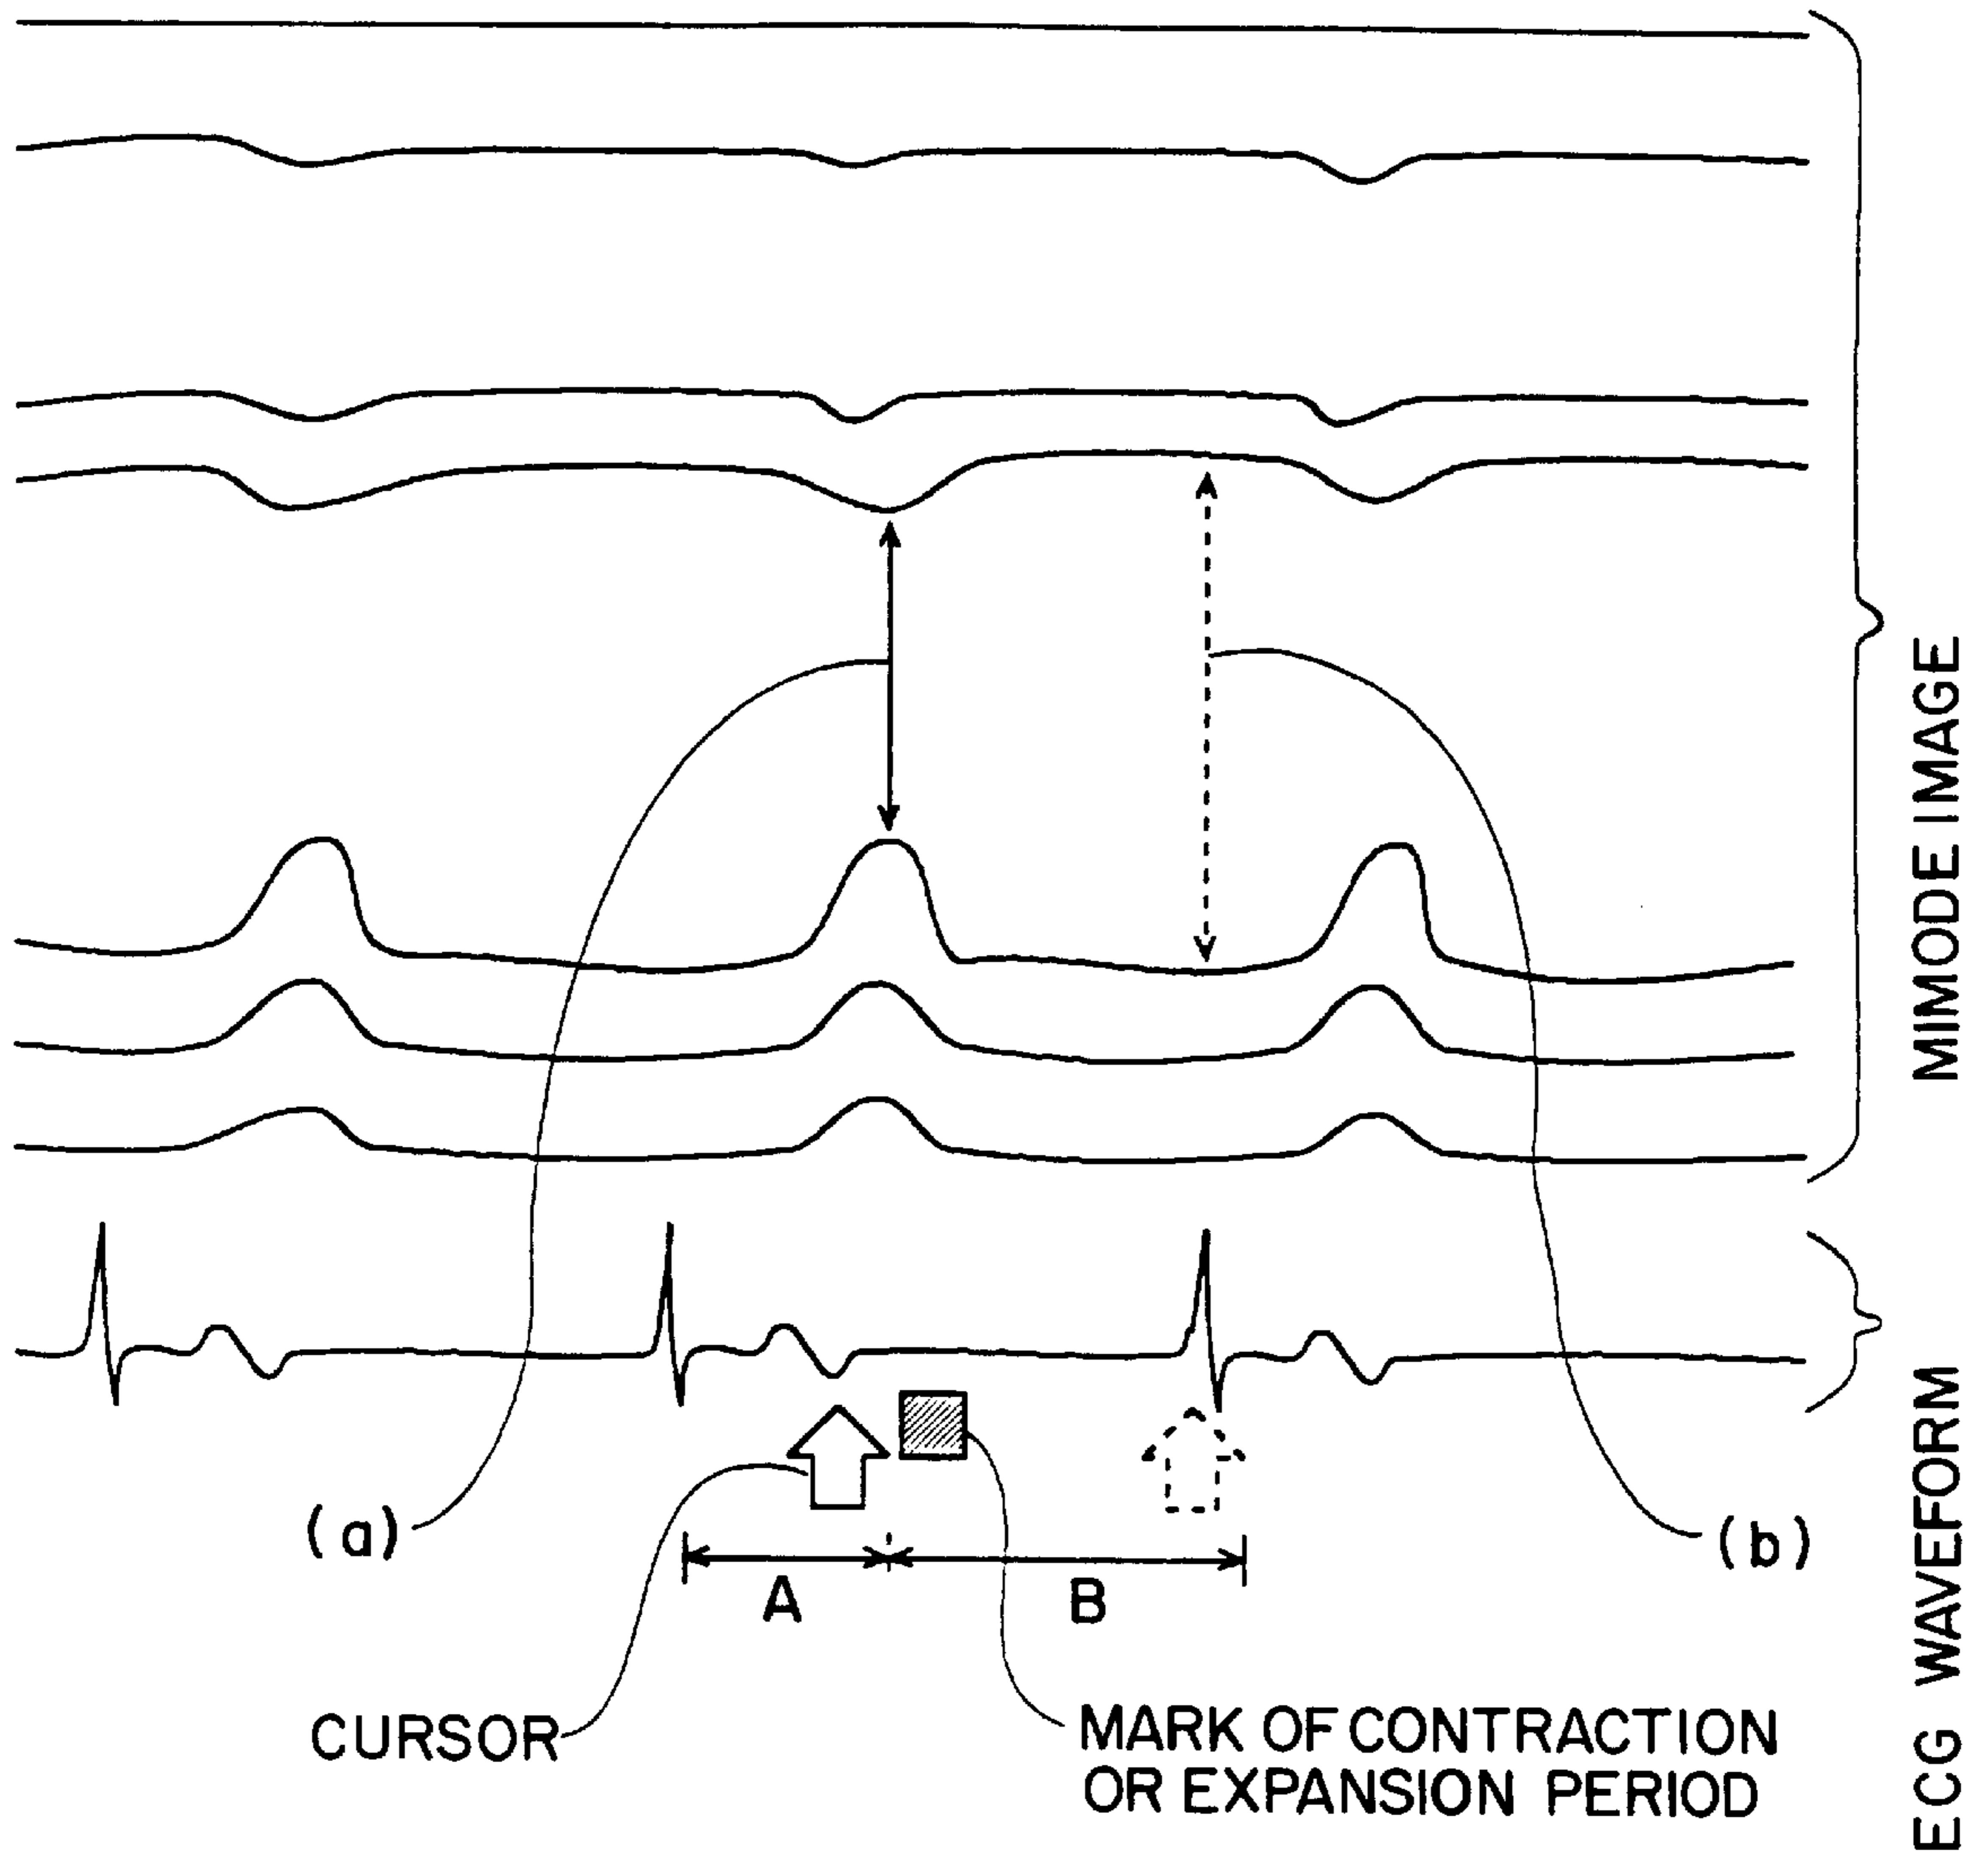 MIMODE IMAGE
ECG WAVEFORM
(a)
(b)
A
B
CURSOR
MARK OF CONTRACTION
OR EXPANSION PERIOD